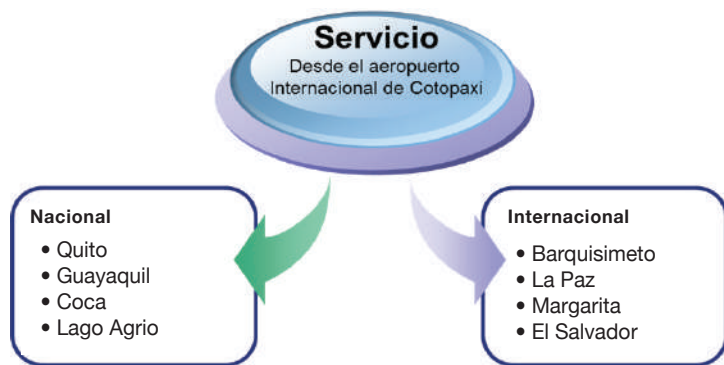 Servicio
Desde el aeropuerto
Internacional de Cotopaxi
Nacional
• Quito
• Guayaquil
• Coca
• Lago Agrio
Internacional
• Barquisimeto
• La Paz
• Margarita
• El Salvador